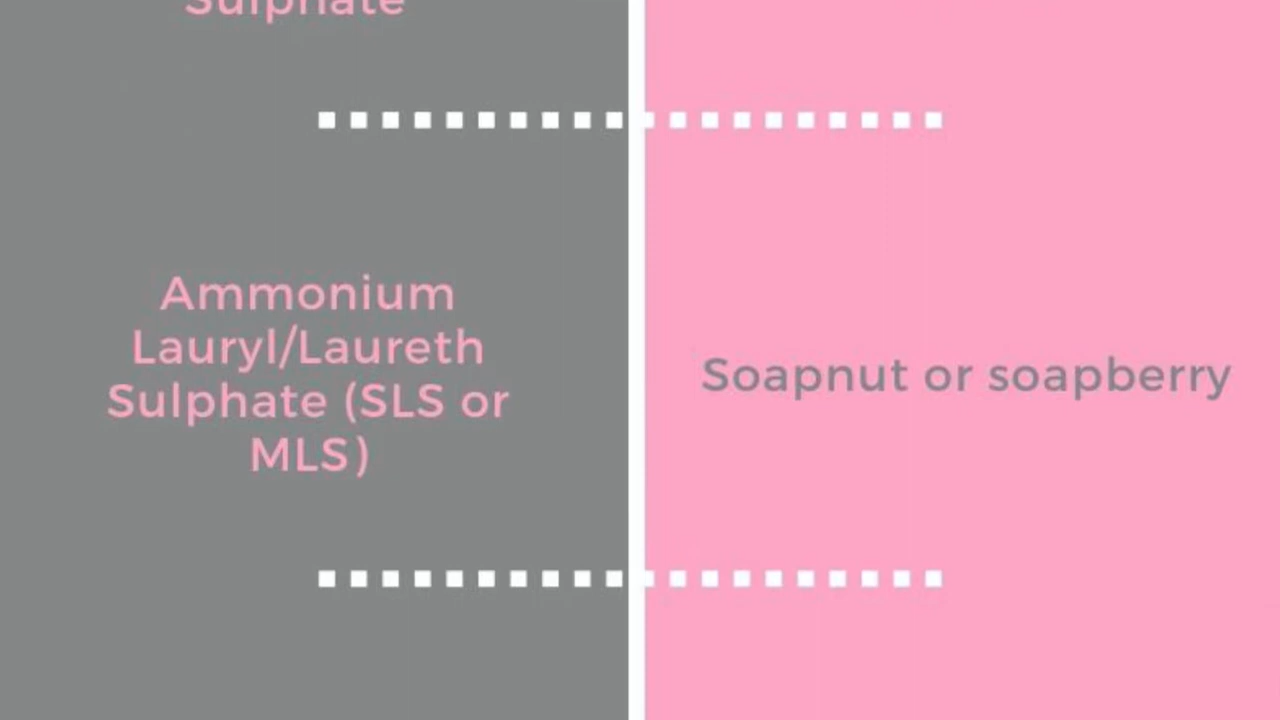 Sulphate
Ammonium
Lauryl/Laureth
Sulphate (SLS or
MLS)
Soapnut or soapberry